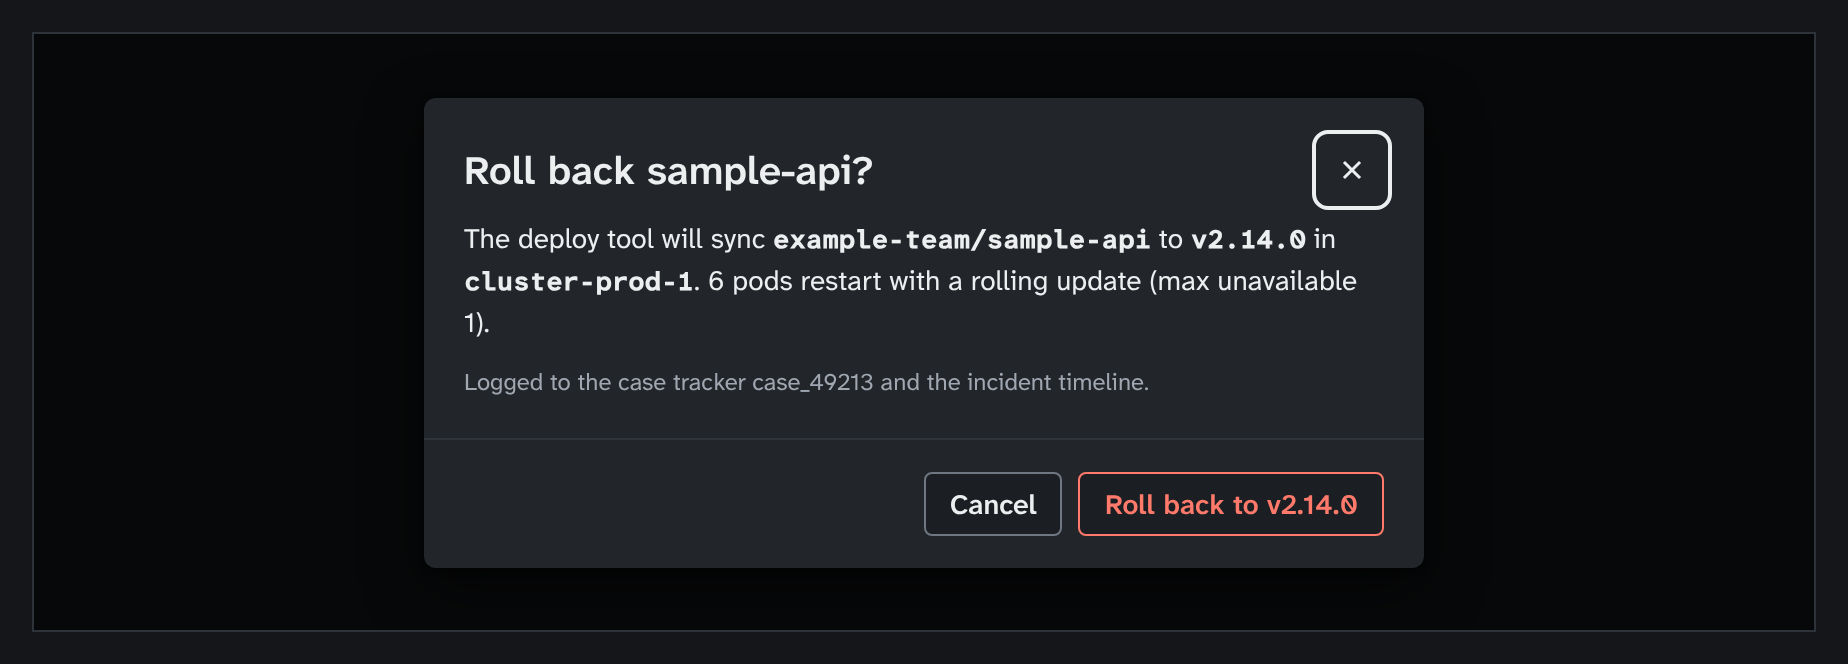 Roll back sample-api?
The deploy tool will sync example-team/sample-api to v2.14.0 in
cluster-prod-1. 6 pods restart with a rolling update (max unavailable
1).
Logged to the case tracker case_49213 and the incident timeline.
Cancel
Roll back to v2.14.0